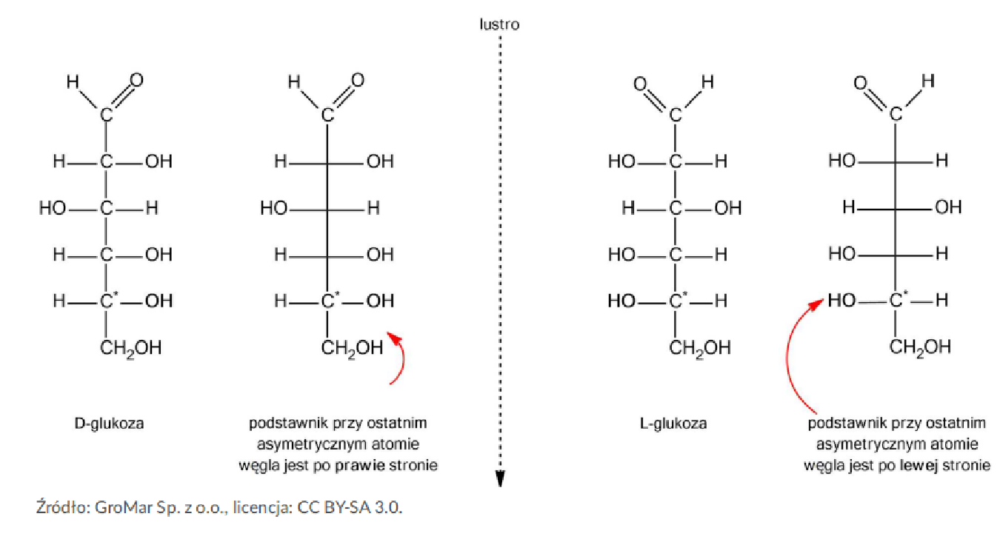 lustro
H O H O O H O H
C C C C
H—C—OH H OH HO—C—H HO H
HO—C—H HO H H—C—OH H OH
H—C—OH H OH HO—C—H HO H
H—C*—OH H—C*—OH HO—C*—H HO—C*—H
CH₂OH CH₂OH CH₂OH CH₂OH
D-glukoza
podstawnik przy ostatnim
asymetrycznym atomie
węgla jest po prawie stronie
L-glukoza
podstawnik przy ostatnim
asymetrycznym atomie
węgla jest po lewej stronie
Źródło: GroMar Sp. z o.o., licencja: CC BY-SA 3.0.